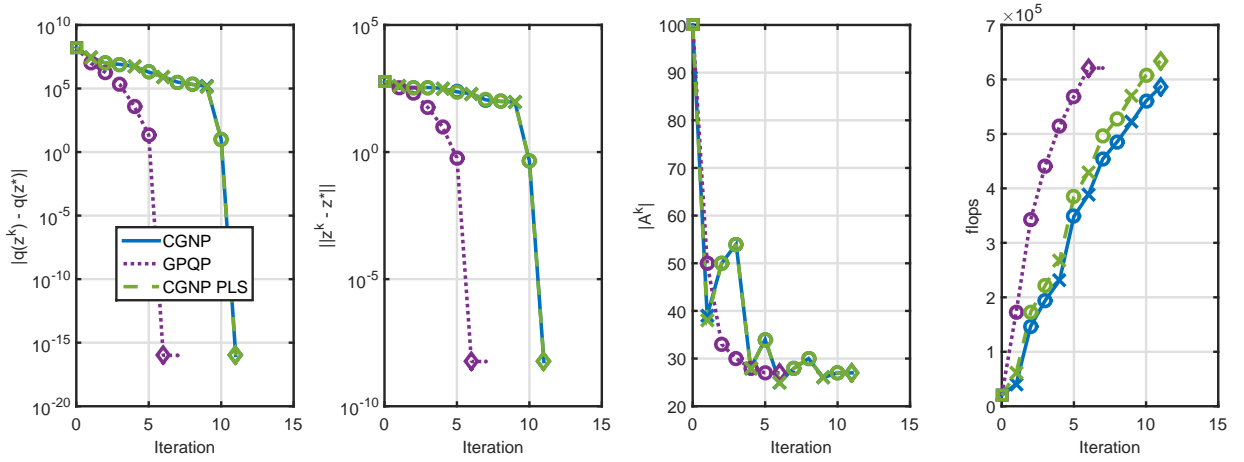 10^10
10^5
10^0
10^-5
10^-10
10^-15
10^-20
0 5 10 15
Iteration
|q(z^k) - q(z*)|
CGNP
GPQP
CGNP PLS
10^5
10^0
10^-5
10^-10
0 5 10 15
Iteration
||z^k - z*||
100
90
80
70
60
50
40
30
20
0 5 10 15
Iteration
|A^k|
×10^5
7
6
5
4
3
2
1
0
0 5 10 15
Iteration
flops